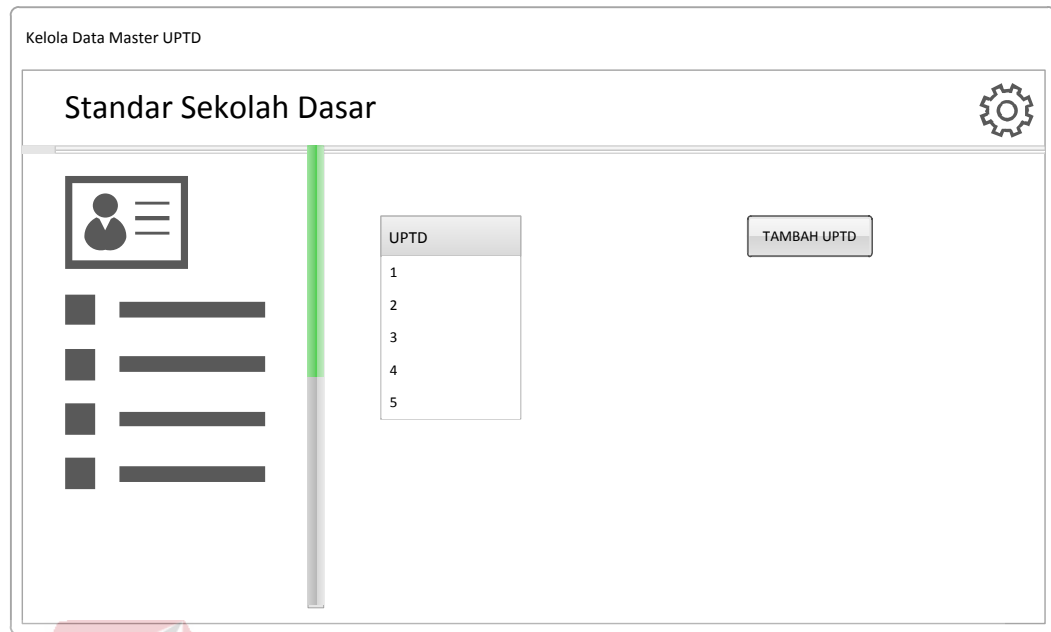 Kelola Data Master UPTD
Standar Sekolah Dasar
UPTD
TAMBAH UPTD
1
2
3
4
5